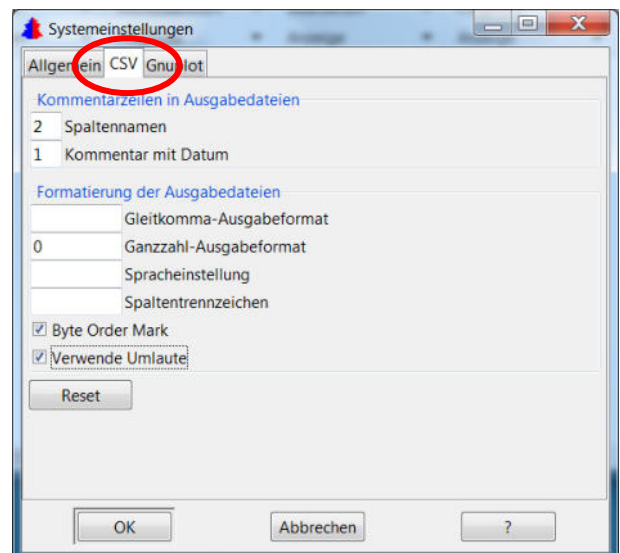 Systemeinstellungen
Allgemein CSV Gnuplot
Kommentarzeilen in Ausgabedateien
2 Spaltennamen
1 Kommentar mit Datum
Formatierung der Ausgabedateien
Gleitkomma-Ausgabeformat
0 Ganzzahl-Ausgabeformat
Spracheinstellung
Spaltentrennzeichen
Byte Order Mark
Verwende Umlaute
Reset
OK Abbrechen ?